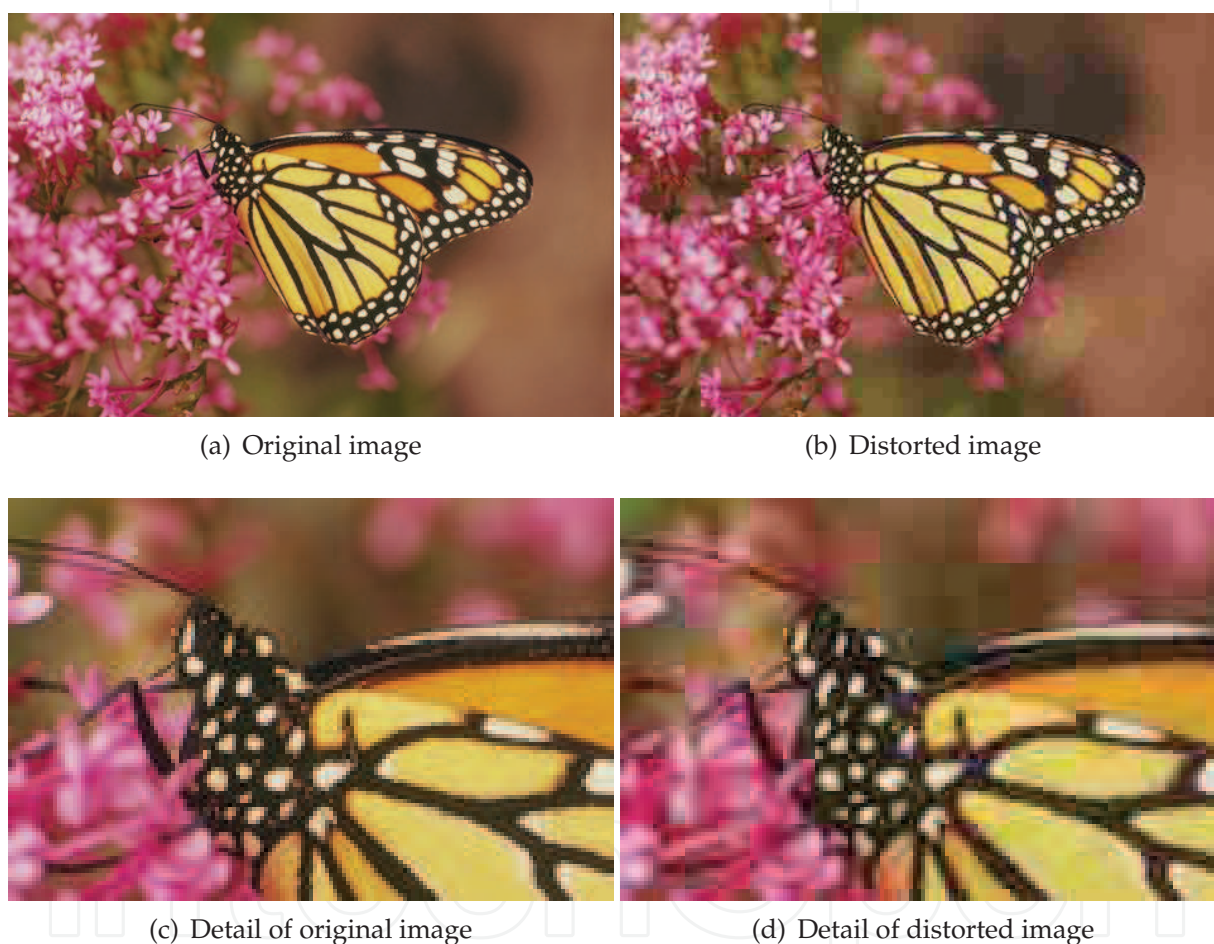 (a) Original image
(b) Distorted image
(c) Detail of original image
(d) Detail of distorted image